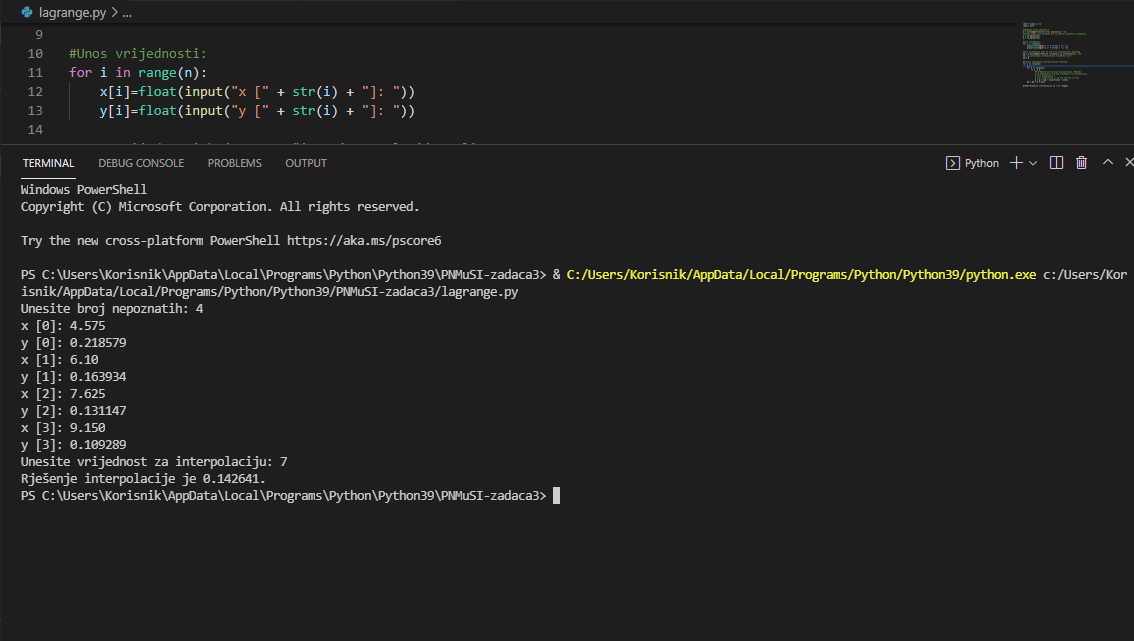 lagrange.py > ...
9
10 #Unos vrijednosti:
11 for i in range(n):
12 x[i]=float(input("x [" + str(i) + "]: "))
13 y[i]=float(input("y [" + str(i) + "]: "))
14
TERMINAL DEBUG CONSOLE PROBLEMS OUTPUT Python
Windows PowerShell
Copyright (C) Microsoft Corporation. All rights reserved.
Try the new cross-platform PowerShell https://aka.ms/pscore6
PS C:\Users\Korisnik\AppData\Local\Programs\Python\Python39\PNMuSI-zadaca3> & C:/Users/Korisnik/AppData/Local/Programs/Python/Python39/python.exe c:/Users/Kor
isnik/AppData/Local/Programs/Python/Python39/PNMuSI-zadaca3/lagrange.py
Unesite broj nepoznatih: 4
x [0]: 4.575
y [0]: 0.218579
x [1]: 6.10
y [1]: 0.163934
x [2]: 7.625
y [2]: 0.131147
x [3]: 9.150
y [3]: 0.109289
Unesite vrijednost za interpolaciju: 7
Rješenje interpolacije je 0.142641.
PS C:\Users\Korisnik\AppData\Local\Programs\Python\Python39\PNMuSI-zadaca3>